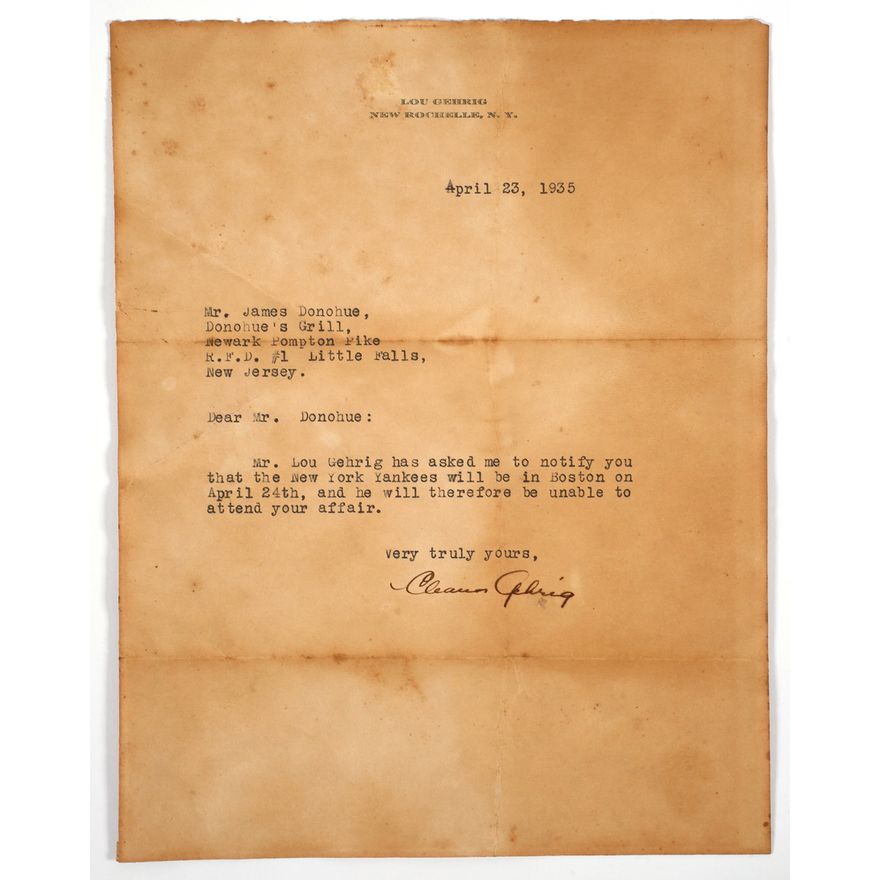 LOU GEHRIG
NEW ROCHELLE, N. Y.
April 23, 1935
Mr. James Donohue,
Donohue's Grill,
Newark Pompton Pike
R.F.D. #1 Little Falls,
New Jersey.
Dear Mr. Donohue:
Mr. Lou Gehrig has asked me to notify you
that the New York Yankees will be in Boston on
April 24th, and he will therefore be unable to
attend your affair.
Very truly yours,
Eleanor Gehrig